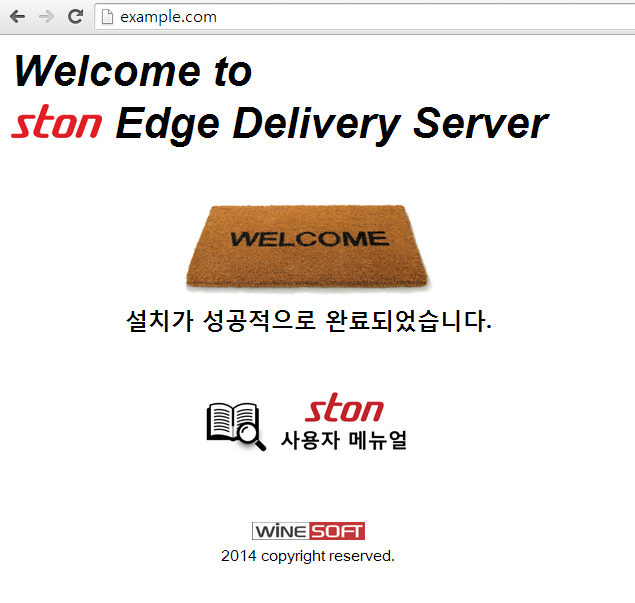 example.com
Welcome to
ston Edge Delivery Server
WELCOME
설치가 성공적으로 완료되었습니다.
ston
사용자 메뉴얼
WINESOFT
2014 copyright reserved.